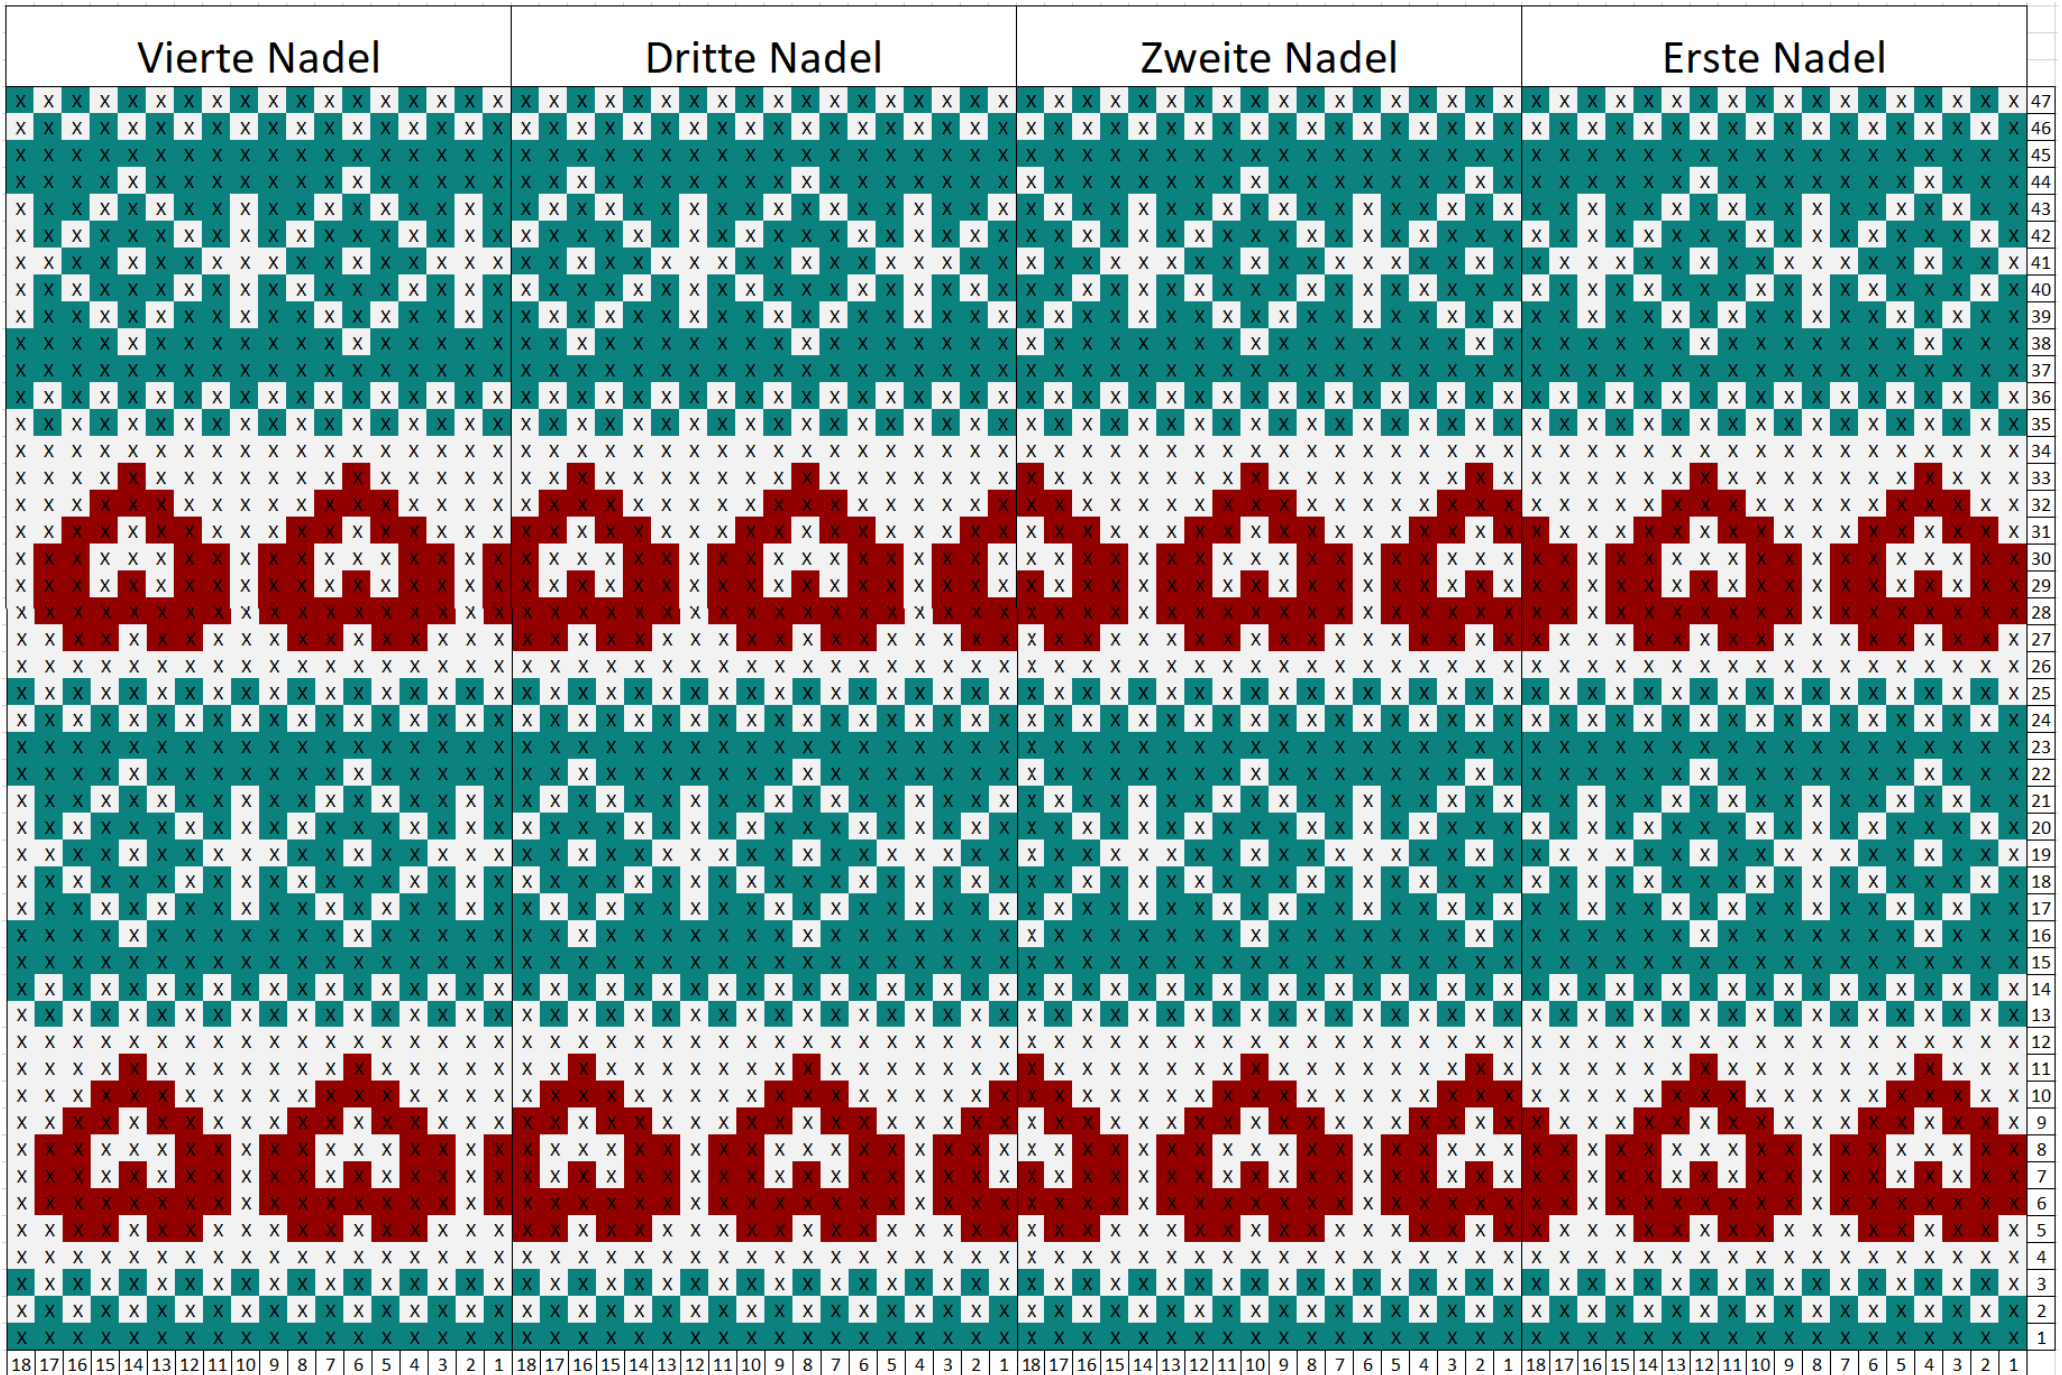 Vierte Nadel Dritte Nadel Zweite Nadel Erste Nadel
X X X X X X X X X X X X X X X X X X X X X X X X X X X X X X X X X X X X X X X X X X X X X X X X X X X X X X X X X X X X X X X X X X X X X X X X 47
X X X X X X X X X X X X X X X X X X X X X X X X X X X X X X X X X X X X X X X X X X X X X X X X X X X X X X X X X X X X X X X X X X X X X X X X 46
X X X X X X X X X X X X X X X X X X X X X X X X X X X X X X X X X X X X X X X X X X X X X X X X X X X X X X X X X X X X X X X X X X X X X X X X 45
X X X X X X X X X X X X X X X X X X X X X X X X X X X X X X X X X X X X X X X X X X X X X X X X X X X X X X X X X X X X X X X X X X X X X X X X 44
X X X X X X X X X X X X X X X X X X X X X X X X X X X X X X X X X X X X X X X X X X X X X X X X X X X X X X X X X X X X X X X X X X X X X X X X 43
X X X X X X X X X X X X X X X X X X X X X X X X X X X X X X X X X X X X X X X X X X X X X X X X X X X X X X X X X X X X X X X X X X X X X X X X 42
X X X X X X X X X X X X X X X X X X X X X X X X X X X X X X X X X X X X X X X X X X X X X X X X X X X X X X X X X X X X X X X X X X X X X X X X 41
X X X X X X X X X X X X X X X X X X X X X X X X X X X X X X X X X X X X X X X X X X X X X X X X X X X X X X X X X X X X X X X X X X X X X X X X 40
X X X X X X X X X X X X X X X X X X X X X X X X X X X X X X X X X X X X X X X X X X X X X X X X X X X X X X X X X X X X X X X X X X X X X X X X 39
X X X X X X X X X X X X X X X X X X X X X X X X X X X X X X X X X X X X X X X X X X X X X X X X X X X X X X X X X X X X X X X X X X X X X X X X 38
X X X X X X X X X X X X X X X X X X X X X X X X X X X X X X X X X X X X X X X X X X X X X X X X X X X X X X X X X X X X X X X X X X X X X X X X 37
X X X X X X X X X X X X X X X X X X X X X X X X X X X X X X X X X X X X X X X X X X X X X X X X X X X X X X X X X X X X X X X X X X X X X X X X 36
X X X X X X X X X X X X X X X X X X X X X X X X X X X X X X X X X X X X X X X X X X X X X X X X X X X X X X X X X X X X X X X X X X X X X X X X 35
X X X X X X X X X X X X X X X X X X X X X X X X X X X X X X X X X X X X X X X X X X X X X X X X X X X X X X X X X X X X X X X X X X X X X X X X 34
X X X X X X X X X X X X X X X X X X X X X X X X X X X X X X X X X X X X X X X X X X X X X X X X X X X X X X X X X X X X X X X X X X X X X X X X 33
X X X X X X X X X X X X X X X X X X X X X X X X X X X X X X X X X X X X X X X X X X X X X X X X X X X X X X X X X X X X X X X X X X X X X X X X 32
X X X X X X X X X X X X X X X X X X X X X X X X X X X X X X X X X X X X X X X X X X X X X X X X X X X X X X X X X X X X X X X X X X X X X X X X 31
X X X X X X X X X X X X X X X X X X X X X X X X X X X X X X X X X X X X X X X X X X X X X X X X X X X X X X X X X X X X X X X X X X X X X X X X 30
X X X X X X X X X X X X X X X X X X X X X X X X X X X X X X X X X X X X X X X X X X X X X X X X X X X X X X X X X X X X X X X X X X X X X X X X 29
X X X X X X X X X X X X X X X X X X X X X X X X X X X X X X X X X X X X X X X X X X X X X X X X X X X X X X X X X X X X X X X X X X X X X X X X 28
X X X X X X X X X X X X X X X X X X X X X X X X X X X X X X X X X X X X X X X X X X X X X X X X X X X X X X X X X X X X X X X X X X X X X X X X 27
X X X X X X X X X X X X X X X X X X X X X X X X X X X X X X X X X X X X X X X X X X X X X X X X X X X X X X X X X X X X X X X X X X X X X X X X 26
X X X X X X X X X X X X X X X X X X X X X X X X X X X X X X X X X X X X X X X X X X X X X X X X X X X X X X X X X X X X X X X X X X X X X X X X 25
X X X X X X X X X X X X X X X X X X X X X X X X X X X X X X X X X X X X X X X X X X X X X X X X X X X X X X X X X X X X X X X X X X X X X X X X 24
X X X X X X X X X X X X X X X X X X X X X X X X X X X X X X X X X X X X X X X X X X X X X X X X X X X X X X X X X X X X X X X X X X X X X X X X 23
X X X X X X X X X X X X X X X X X X X X X X X X X X X X X X X X X X X X X X X X X X X X X X X X X X X X X X X X X X X X X X X X X X X X X X X X 22
X X X X X X X X X X X X X X X X X X X X X X X X X X X X X X X X X X X X X X X X X X X X X X X X X X X X X X X X X X X X X X X X X X X X X X X X 21
X X X X X X X X X X X X X X X X X X X X X X X X X X X X X X X X X X X X X X X X X X X X X X X X X X X X X X X X X X X X X X X X X X X X X X X X 20
X X X X X X X X X X X X X X X X X X X X X X X X X X X X X X X X X X X X X X X X X X X X X X X X X X X X X X X X X X X X X X X X X X X X X X X X 19
X X X X X X X X X X X X X X X X X X X X X X X X X X X X X X X X X X X X X X X X X X X X X X X X X X X X X X X X X X X X X X X X X X X X X X X X 18
X X X X X X X X X X X X X X X X X X X X X X X X X X X X X X X X X X X X X X X X X X X X X X X X X X X X X X X X X X X X X X X X X X X X X X X X 17
X X X X X X X X X X X X X X X X X X X X X X X X X X X X X X X X X X X X X X X X X X X X X X X X X X X X X X X X X X X X X X X X X X X X X X X X 16
X X X X X X X X X X X X X X X X X X X X X X X X X X X X X X X X X X X X X X X X X X X X X X X X X X X X X X X X X X X X X X X X X X X X X X X X 15
X X X X X X X X X X X X X X X X X X X X X X X X X X X X X X X X X X X X X X X X X X X X X X X X X X X X X X X X X X X X X X X X X X X X X X X X 14
X X X X X X X X X X X X X X X X X X X X X X X X X X X X X X X X X X X X X X X X X X X X X X X X X X X X X X X X X X X X X X X X X X X X X X X X 13
X X X X X X X X X X X X X X X X X X X X X X X X X X X X X X X X X X X X X X X X X X X X X X X X X X X X X X X X X X X X X X X X X X X X X X X X 12
X X X X X X X X X X X X X X X X X X X X X X X X X X X X X X X X X X X X X X X X X X X X X X X X X X X X X X X X X X X X X X X X X X X X X X X X 11
X X X X X X X X X X X X X X X X X X X X X X X X X X X X X X X X X X X X X X X X X X X X X X X X X X X X X X X X X X X X X X X X X X X X X X X X 10
X X X X X X X X X X X X X X X X X X X X X X X X X X X X X X X X X X X X X X X X X X X X X X X X X X X X X X X X X X X X X X X X X X X X X X X X 9
X X X X X X X X X X X X X X X X X X X X X X X X X X X X X X X X X X X X X X X X X X X X X X X X X X X X X X X X X X X X X X X X X X X X X X X X 8
X X X X X X X X X X X X X X X X X X X X X X X X X X X X X X X X X X X X X X X X X X X X X X X X X X X X X X X X X X X X X X X X X X X X X X X X 7
X X X X X X X X X X X X X X X X X X X X X X X X X X X X X X X X X X X X X X X X X X X X X X X X X X X X X X X X X X X X X X X X X X X X X X X X 6
X X X X X X X X X X X X X X X X X X X X X X X X X X X X X X X X X X X X X X X X X X X X X X X X X X X X X X X X X X X X X X X X X X X X X X X X 5
X X X X X X X X X X X X X X X X X X X X X X X X X X X X X X X X X X X X X X X X X X X X X X X X X X X X X X X X X X X X X X X X X X X X X X X X 4
X X X X X X X X X X X X X X X X X X X X X X X X X X X X X X X X X X X X X X X X X X X X X X X X X X X X X X X X X X X X X X X X X X X X X X X X 3
X X X X X X X X X X X X X X X X X X X X X X X X X X X X X X X X X X X X X X X X X X X X X X X X X X X X X X X X X X X X X X X X X X X X X X X X 2
X X X X X X X X X X X X X X X X X X X X X X X X X X X X X X X X X X X X X X X X X X X X X X X X X X X X X X X X X X X X X X X X X X X X X X X X 1
18 17 16 15 14 13 12 11 10 9 8 7 6 5 4 3 2 1 18 17 16 15 14 13 12 11 10 9 8 7 6 5 4 3 2 1 18 17 16 15 14 13 12 11 10 9 8 7 6 5 4 3 2 1 18 17 16 15 14 13 12 11 10 9 8 7 6 5 4 3 2 1